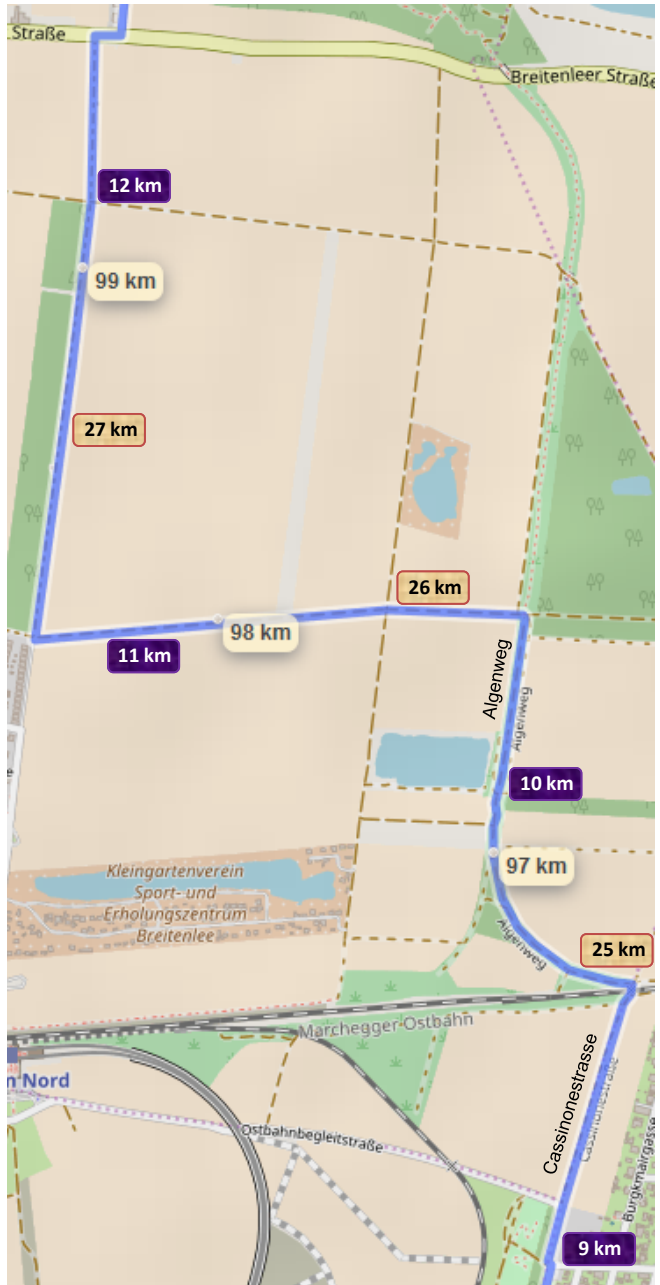 Straße
Breitenleer Straße
12 km
99 km
27 km
26 km
98 km
11 km
Algenweg
Algenweg
10 km
97 km
Kleingartenverein
Sport- und
Erholungszentrum
Breitenlee
Algenweg
25 km
Marchegger Ostbahn
n Nord
Cassinonestrasse
Cassinonestraße
Ostbahnbegleitstraße
Burgkmairgasse
9 km